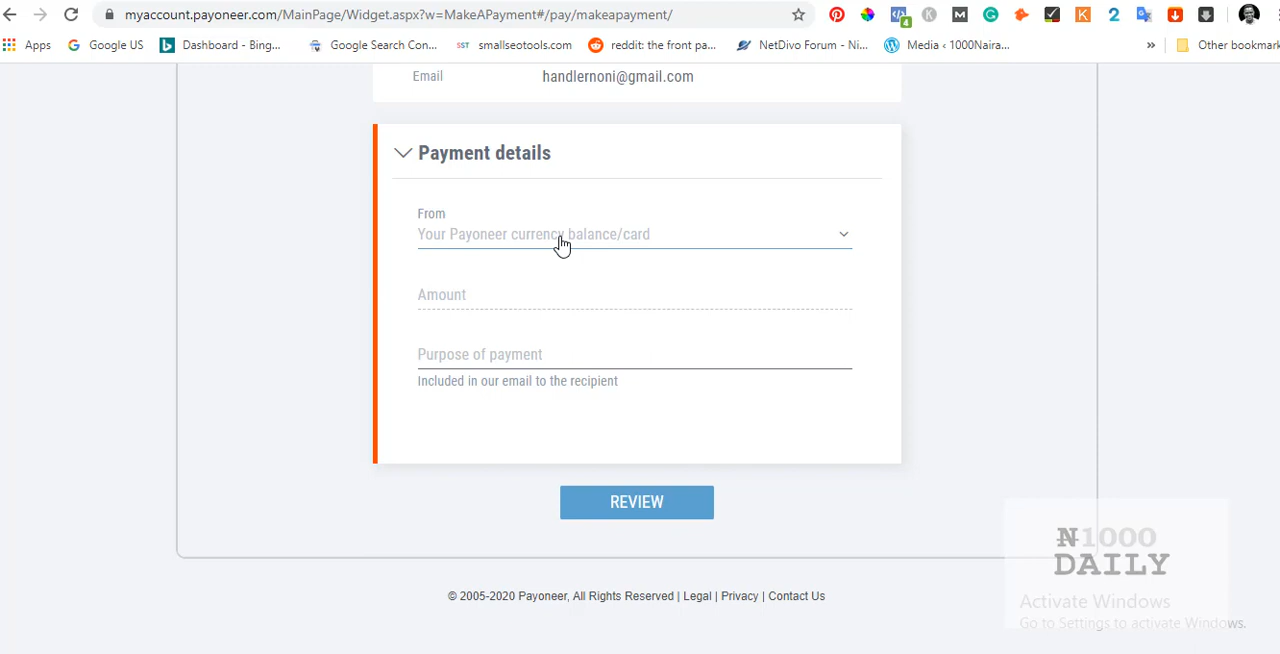 myaccount.payoneer.com/MainPage/Widget.aspx?w=MakeAPayment#/pay/makeapayment/
Apps Google US Dashboard - Bing... Google Search Con... SST smallseotools.com reddit: the front pa... NetDivo Forum - Ni... Media ‹ 1000Naira... » Other bookmark
Email handlernoni@gmail.com
Payment details
From
Your Payoneer currency balance/card
Amount
Purpose of payment
Included in our email to the recipient
REVIEW
₦1000
DAILY
© 2005-2020 Payoneer, All Rights Reserved | Legal | Privacy | Contact Us
Activate Windows
Go to Settings to activate Windows.